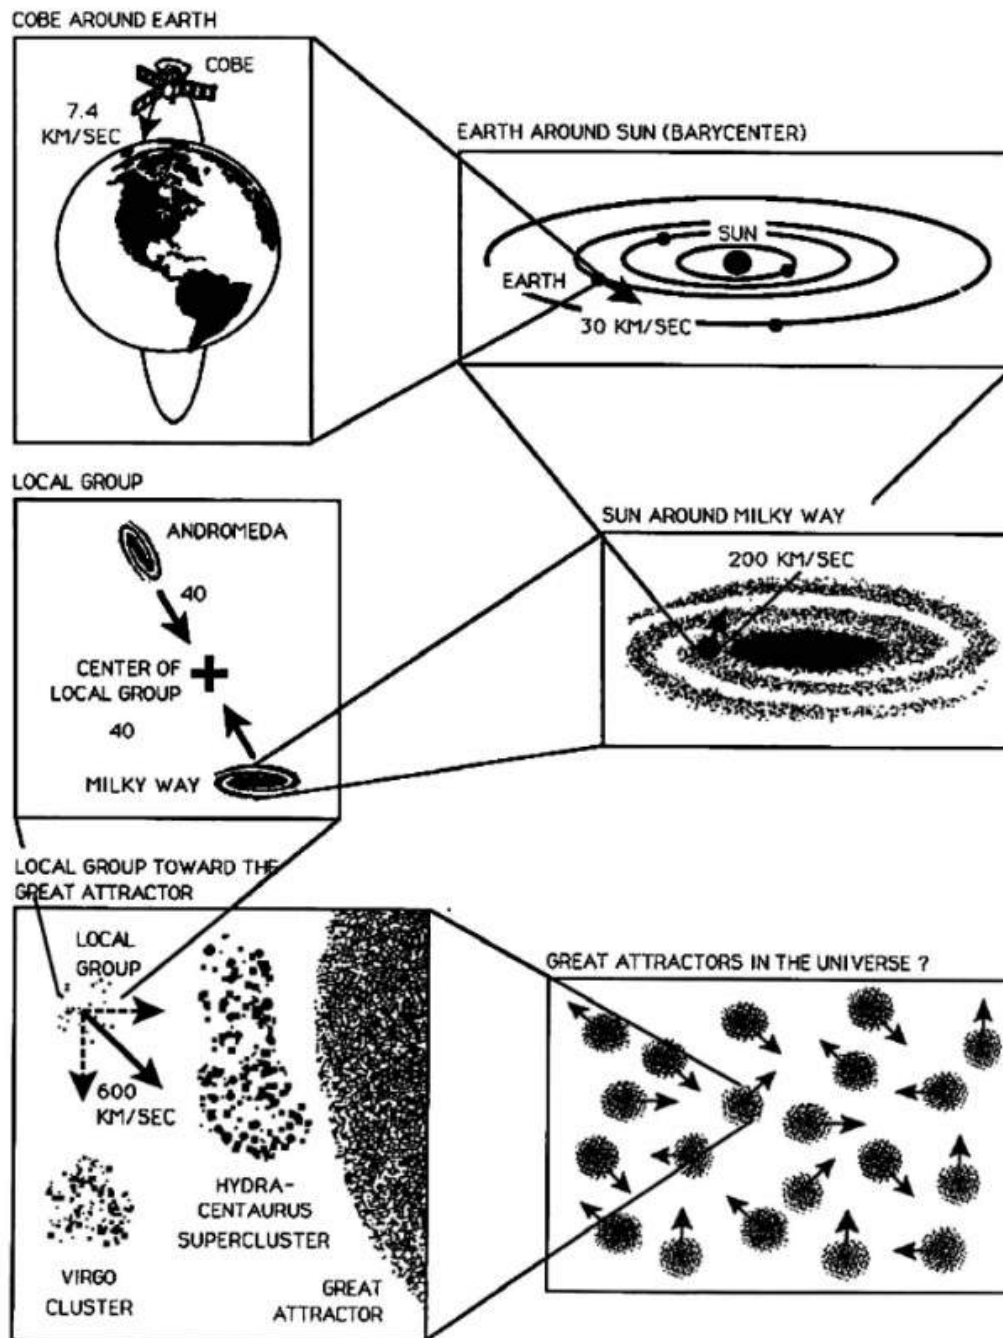 COBE AROUND EARTH
COBE
7.4
KM/SEC
EARTH AROUND SUN (BARYCENTER)
SUN
EARTH
30 KM/SEC
LOCAL GROUP
ANDROMEDA
40
CENTER OF
LOCAL GROUP
40
MILKY WAY
SUN AROUND MILKY WAY
200 KM/SEC
LOCAL GROUP TOWARD THE
GREAT ATTRACTOR
LOCAL
GROUP
600
KM/SEC
HYDRA-
CENTAURUS
SUPERCLUSTER
VIRGO
CLUSTER
GREAT
ATTRACTOR
GREAT ATTRACTORS IN THE UNIVERSE ?